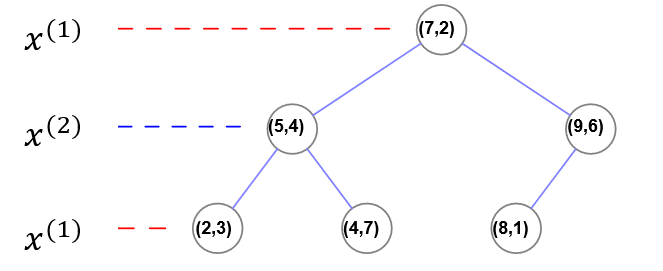 x^(1) (7,2)
x^(2) (5,4) (9,6)
x^(1) (2,3) (4,7) (8,1)